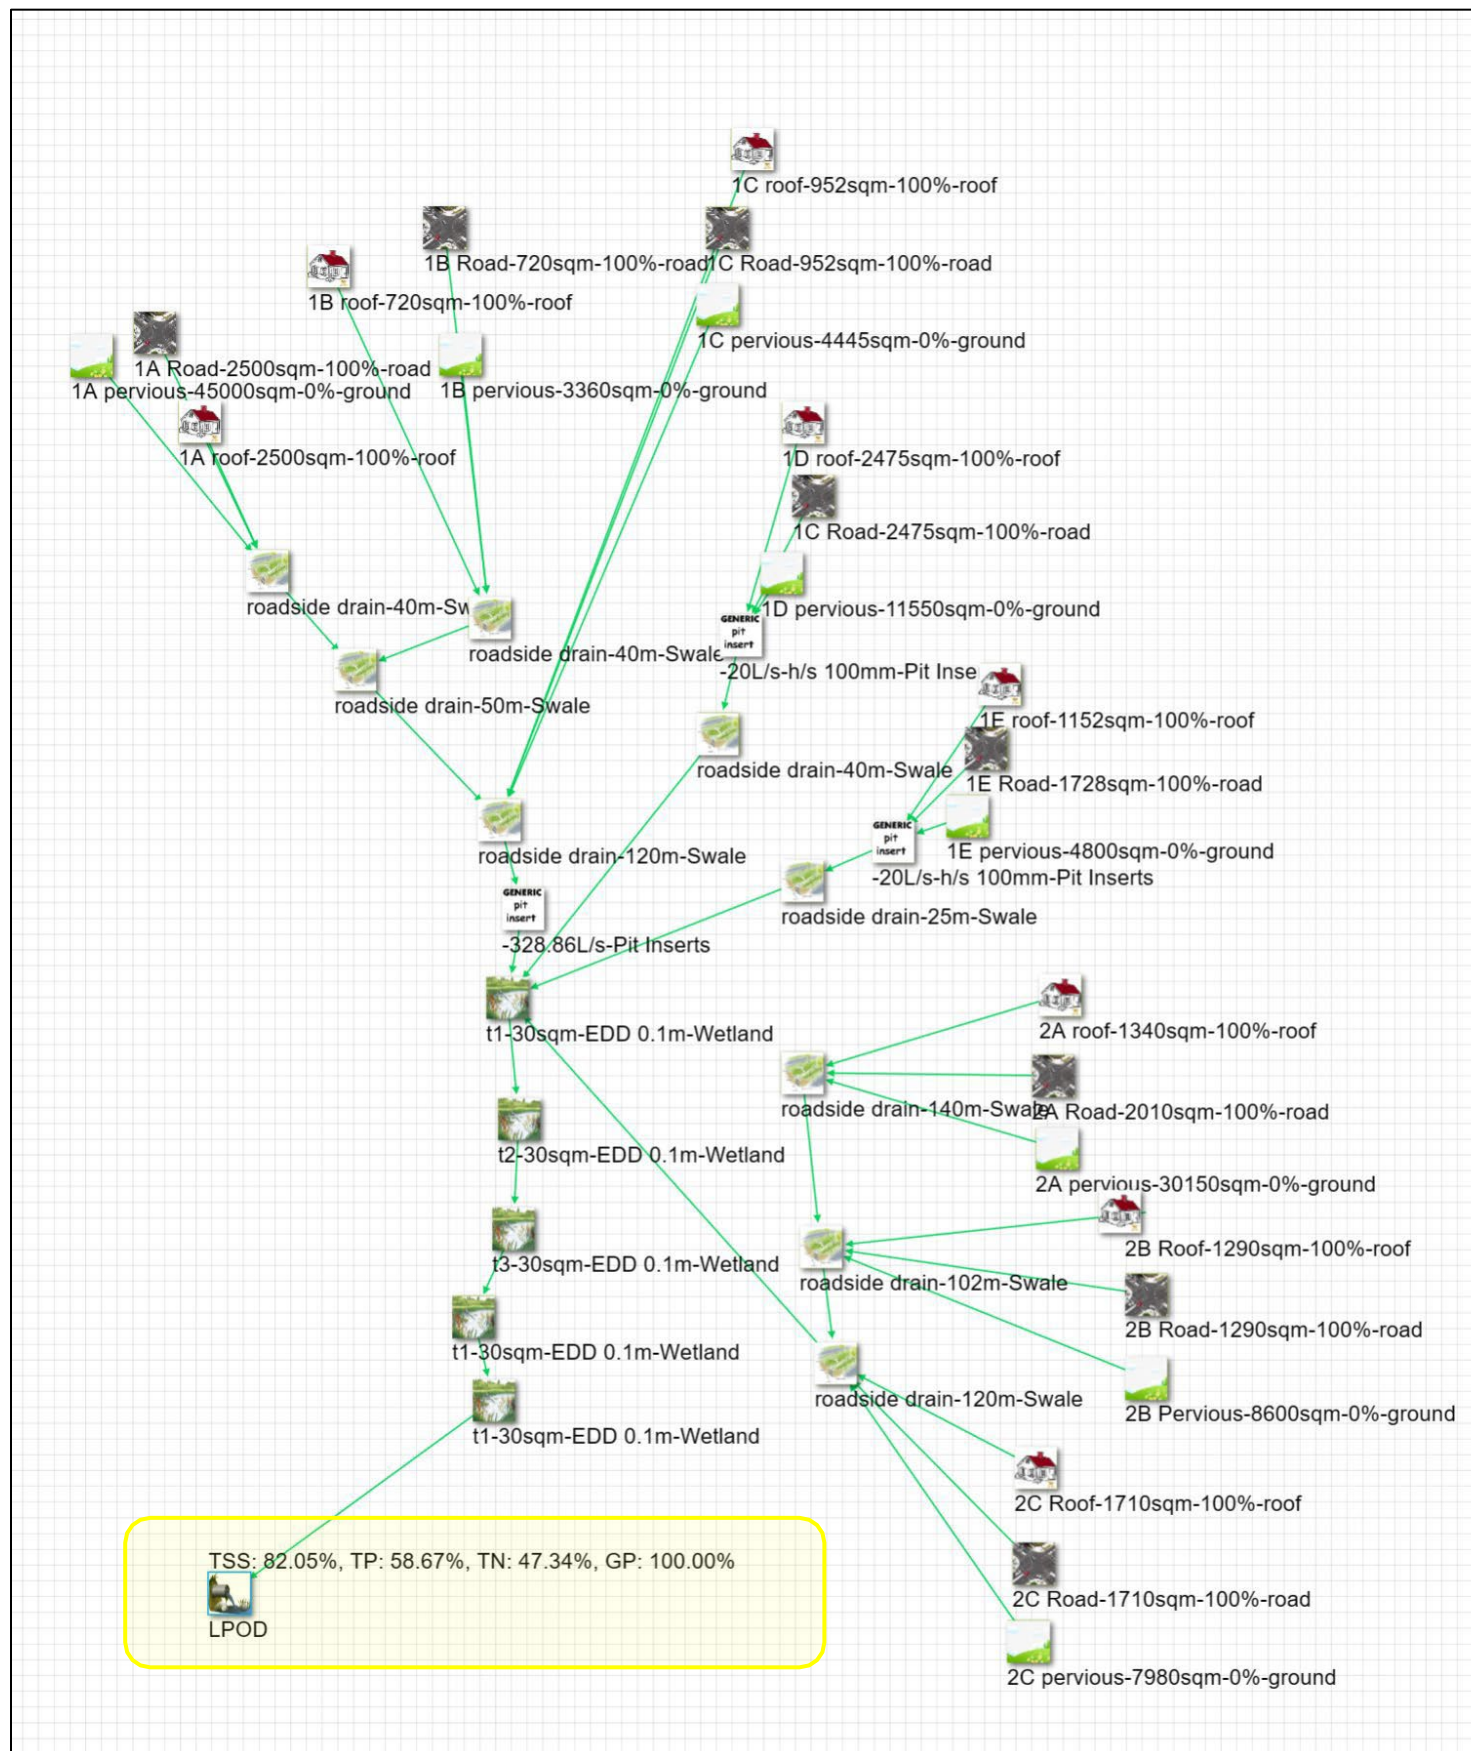 1C roof-952sqm-100%-roof
1B Road-720sqm-100%-road
1C Road-952sqm-100%-road
1B roof-720sqm-100%-roof
1C pervious-4445sqm-0%-ground
1A Road-2500sqm-100%-road
1A pervious-45000sqm-0%-ground
1B pervious-3360sqm-0%-ground
1A roof-2500sqm-100%-roof
1D roof-2475sqm-100%-roof
1C Road-2475sqm-100%-road
roadside drain-40m-Sw
1D pervious-11550sqm-0%-ground
GENERIC
pit
insert
roadside drain-40m-Swale
-20L/s-h/s 100mm-Pit Inse
roadside drain-50m-Swale
1E roof-1152sqm-100%-roof
roadside drain-40m-Swale
1E Road-1728sqm-100%-road
GENERIC
pit
insert
roadside drain-120m-Swale
1E pervious-4800sqm-0%-ground
-20L/s-h/s 100mm-Pit Inserts
GENERIC
pit
insert
roadside drain-25m-Swale
-328.86L/s-Pit Inserts
t1-30sqm-EDD 0.1m-Wetland
2A roof-1340sqm-100%-roof
roadside drain-140m-Swale
2A Road-2010sqm-100%-road
t2-30sqm-EDD 0.1m-Wetland
2A pervious-30150sqm-0%-ground
2B Roof-1290sqm-100%-roof
t3-30sqm-EDD 0.1m-Wetland
roadside drain-102m-Swale
2B Road-1290sqm-100%-road
t1-30sqm-EDD 0.1m-Wetland
roadside drain-120m-Swale
2B Pervious-8600sqm-0%-ground
t1-30sqm-EDD 0.1m-Wetland
2C Roof-1710sqm-100%-roof
TSS: 82.05%, TP: 58.67%, TN: 47.34%, GP: 100.00%
2C Road-1710sqm-100%-road
LPOD
2C pervious-7980sqm-0%-ground